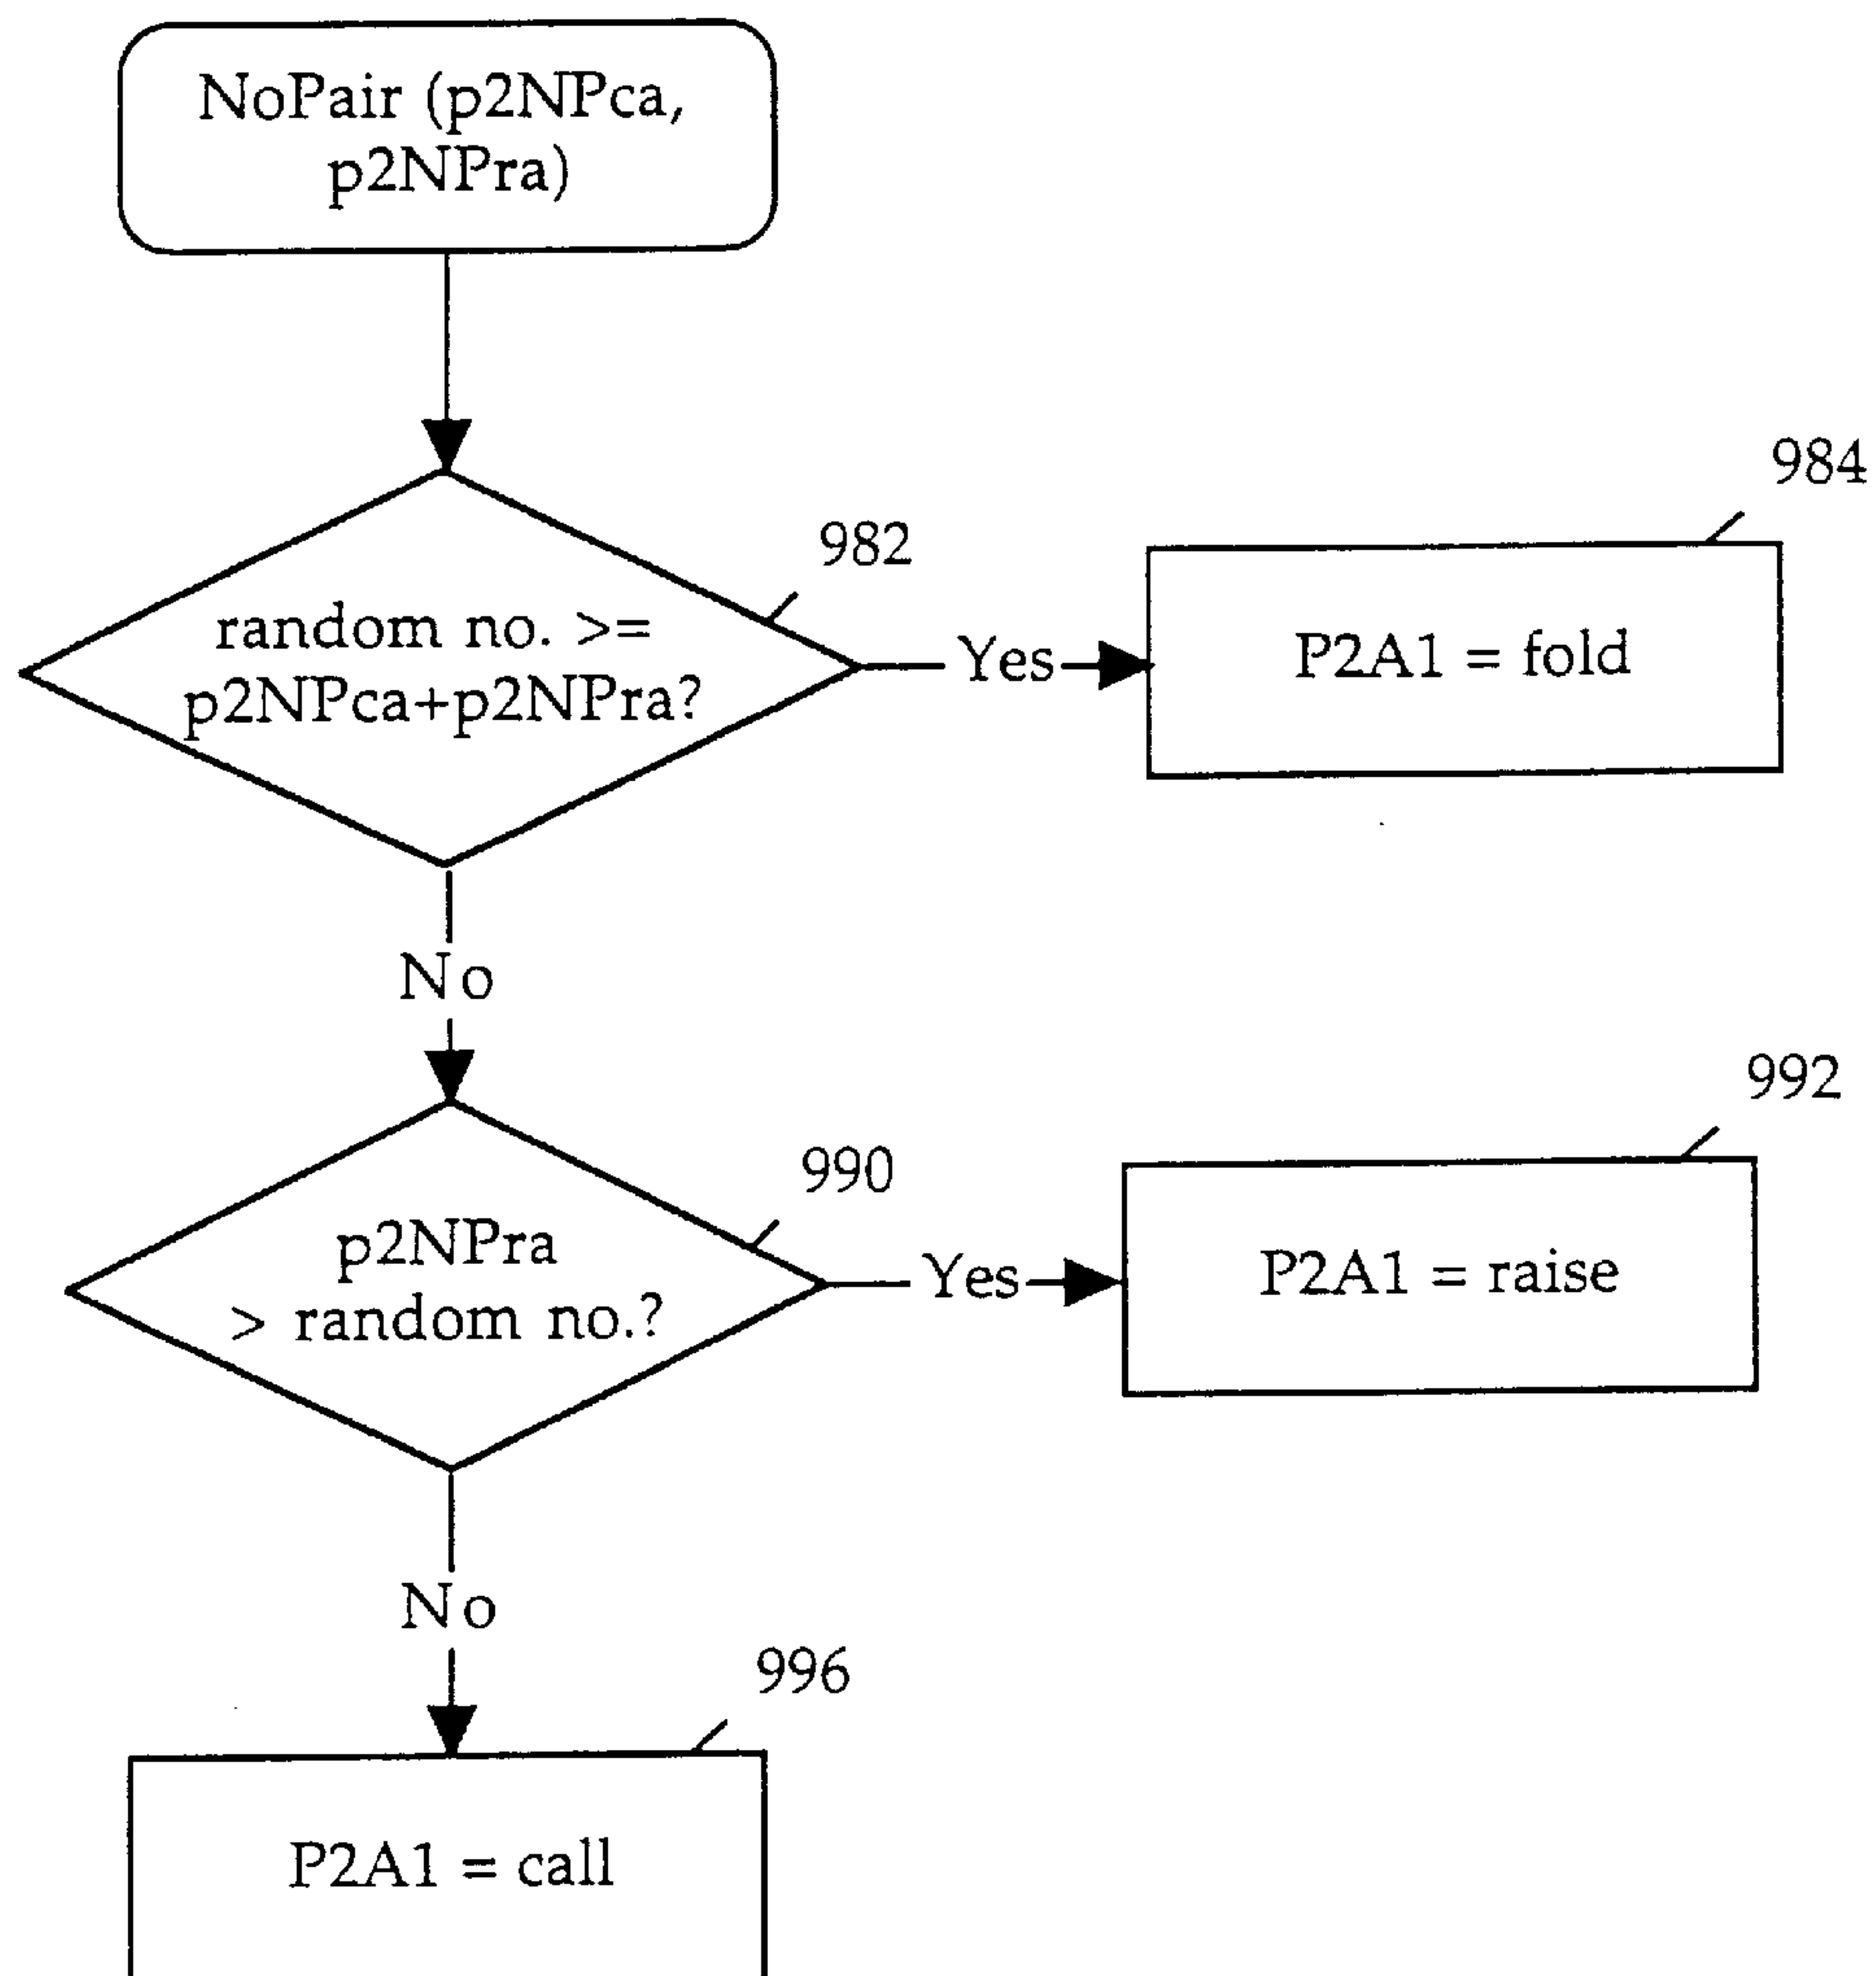 NoPair (p2NPca,
p2NPra)
984
982
random no. >=
p2NPca+p2NPra?
Yes
P2A1 = fold
No
992
990
p2NPra
> random no.?
Yes
P2A1 = raise
No
996
P2A1 = call